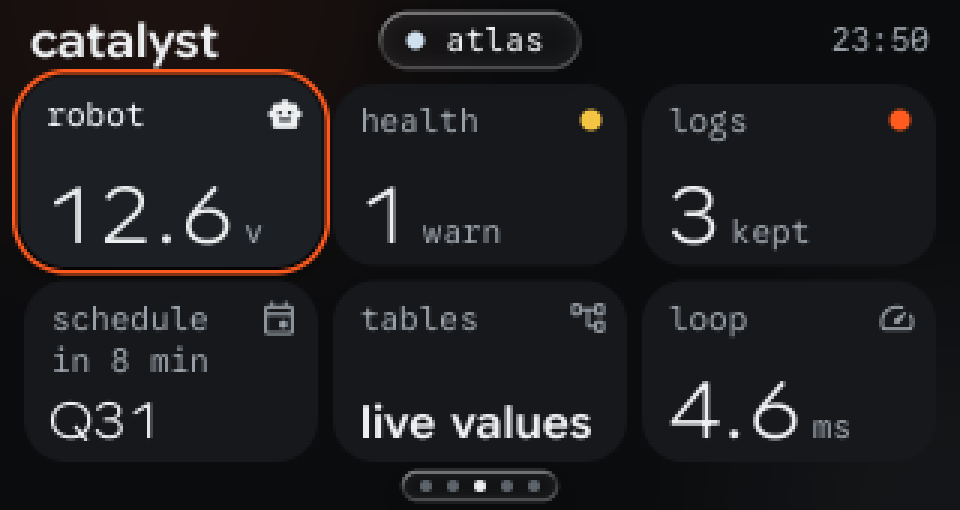 catalyst
atlas
23:50
robot
12.6 v
health
1 warn
logs
3 kept
schedule
in 8 min
Q31
tables
live values
loop
4.6 ms